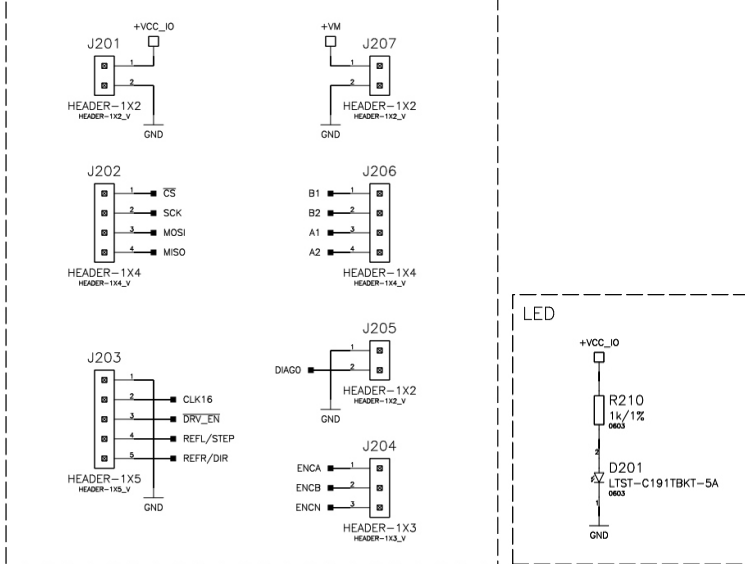 +VCC_IO
J201
1
2
HEADER-1X2
HEADER-1X2_V
GND
+VM
J207
1
2
HEADER-1X2
HEADER-1X2_V
GND
J202
1 CS
2 SCK
3 MOSI
4 MISO
HEADER-1X4
HEADER-1X4_V
J206
B1 1
B2 2
A1 3
A2 4
HEADER-1X4
HEADER-1X4_V
J205
1
DIAG0 2
HEADER-1X2
HEADER-1X2_V
GND
J203
1
2 CLK16
3 DRV_EN
4 REFL/STEP
5 REFR/DIR
HEADER-1X5
HEADER-1X5_V
GND
J204
ENCA 1
ENCB 2
ENCN 3
HEADER-1X3
HEADER-1X3_V
LED
+VCC_IO
R210
1k/1%
0603
2
D201
LTST-C191TBKT-5A
0603
1
GND